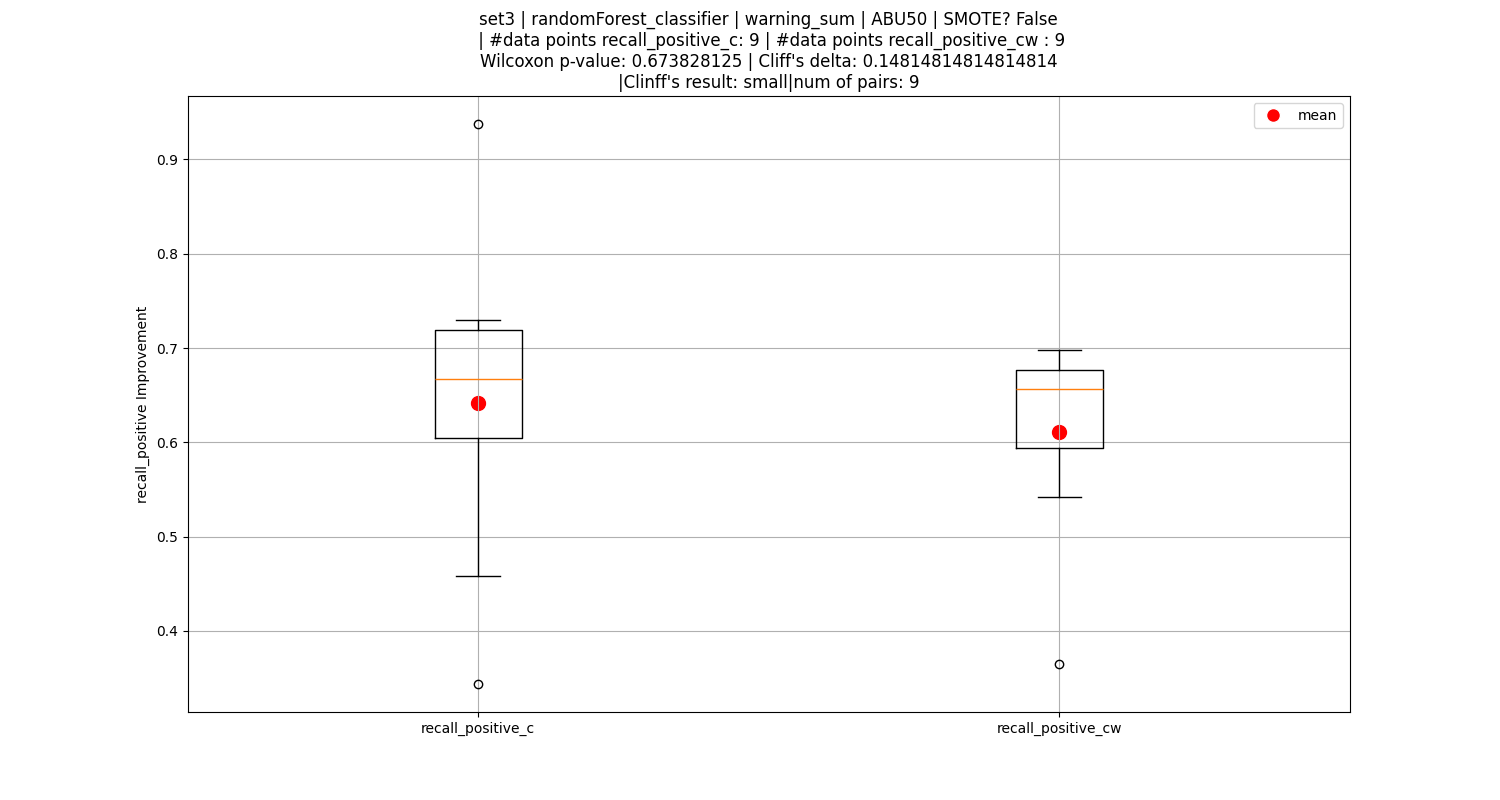 set3 | randomForest_classifier | warning_sum | ABU50 | SMOTE? False
| #data points recall_positive_c: 9 | #data points recall_positive_cw : 9
Wilcoxon p-value: 0.673828125 | Cliff's delta: 0.14814814814814814
|Clinff's result: small|num of pairs: 9
mean
0.9
0.8
0.7
0.6
0.5
0.4
recall_positive Improvement
recall_positive_c
recall_positive_cw